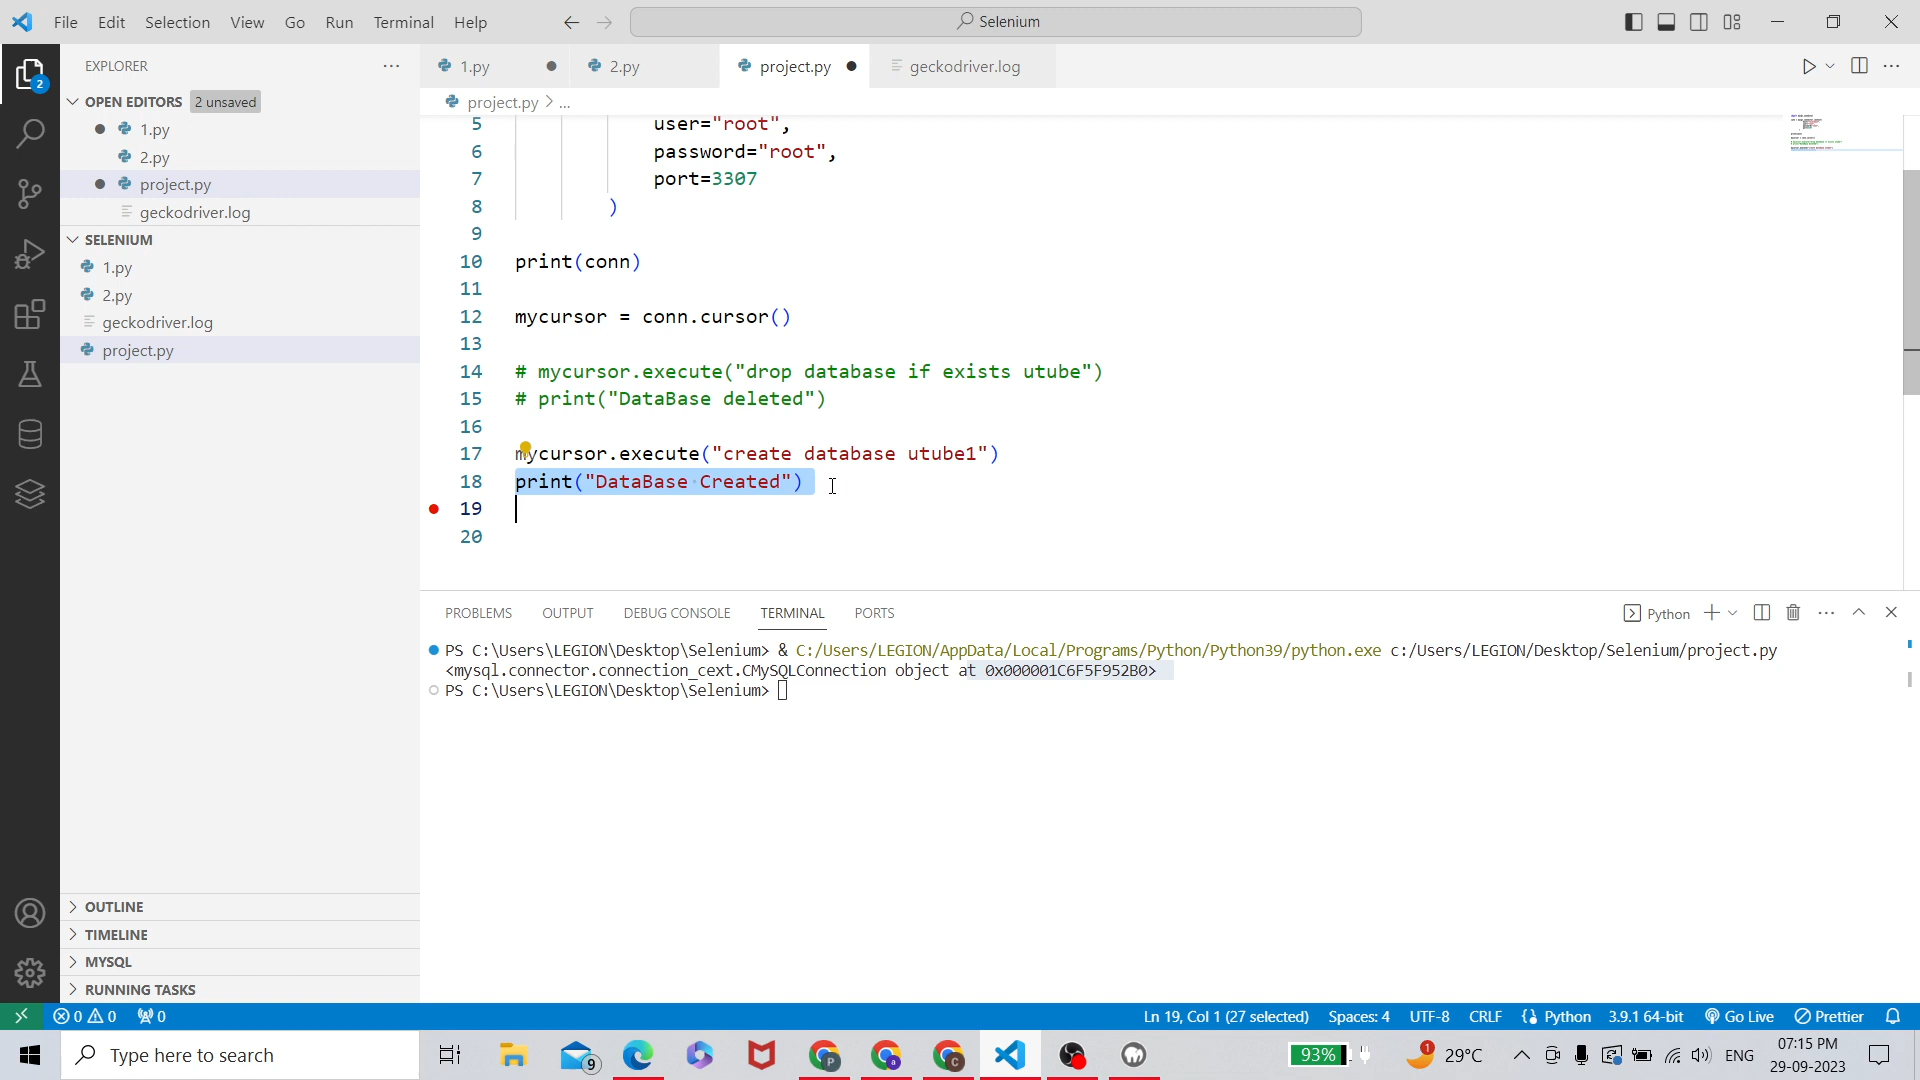 File Edit Selection View Go Run Terminal Help
Selenium
EXPLORER
OPEN EDITORS 2 unsaved
1.py
2.py
project.py
geckodriver.log
SELENIUM
1.py
2.py
geckodriver.log
project.py
OUTLINE
TIMELINE
MYSQL
RUNNING TASKS
2
1.py 2.py project.py geckodriver.log
project.py > ...
5 user="root",
6 password="root",
7 port=3307
8 )
9
10 print(conn)
11
12 mycursor = conn.cursor()
13
14 # mycursor.execute("drop database if exists utube")
15 # print("DataBase deleted")
16
17 mycursor.execute("create database utube1")
18 print("DataBase Created")
19
20
PROBLEMS OUTPUT DEBUG CONSOLE TERMINAL PORTS
Python
PS C:\Users\LEGION\Desktop\Selenium> & C:/Users/LEGION/AppData/Local/Programs/Python/Python39/python.exe c:/Users/LEGION/Desktop/Selenium/project.py
<mysql.connector.connection_cext.CMySQLConnection object at 0x000001C6F5F952B0>
PS C:\Users\LEGION\Desktop\Selenium>
0 0 0
Ln 19, Col 1 (27 selected) Spaces: 4 UTF-8 CRLF Python 3.9.1 64-bit Go Live Prettier
Type here to search
9
P
a
C
93%
1
29°C
ENG
07:15 PM
29-09-2023